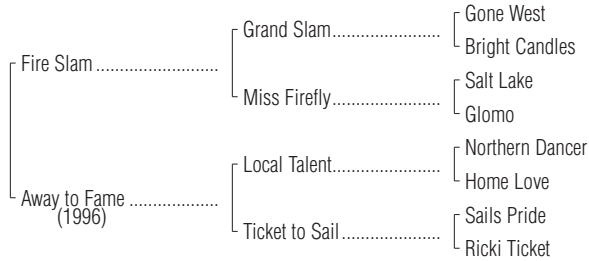 Gone West
Grand Slam......................
Bright Candles
Fire Slam .........................
Salt Lake
Miss Firefly......................
Glomo
Northern Dancer
Local Talent......................
Home Love
Away to Fame ..................
(1996)
Sails Pride
Ticket to Sail....................
Ricki Ticket